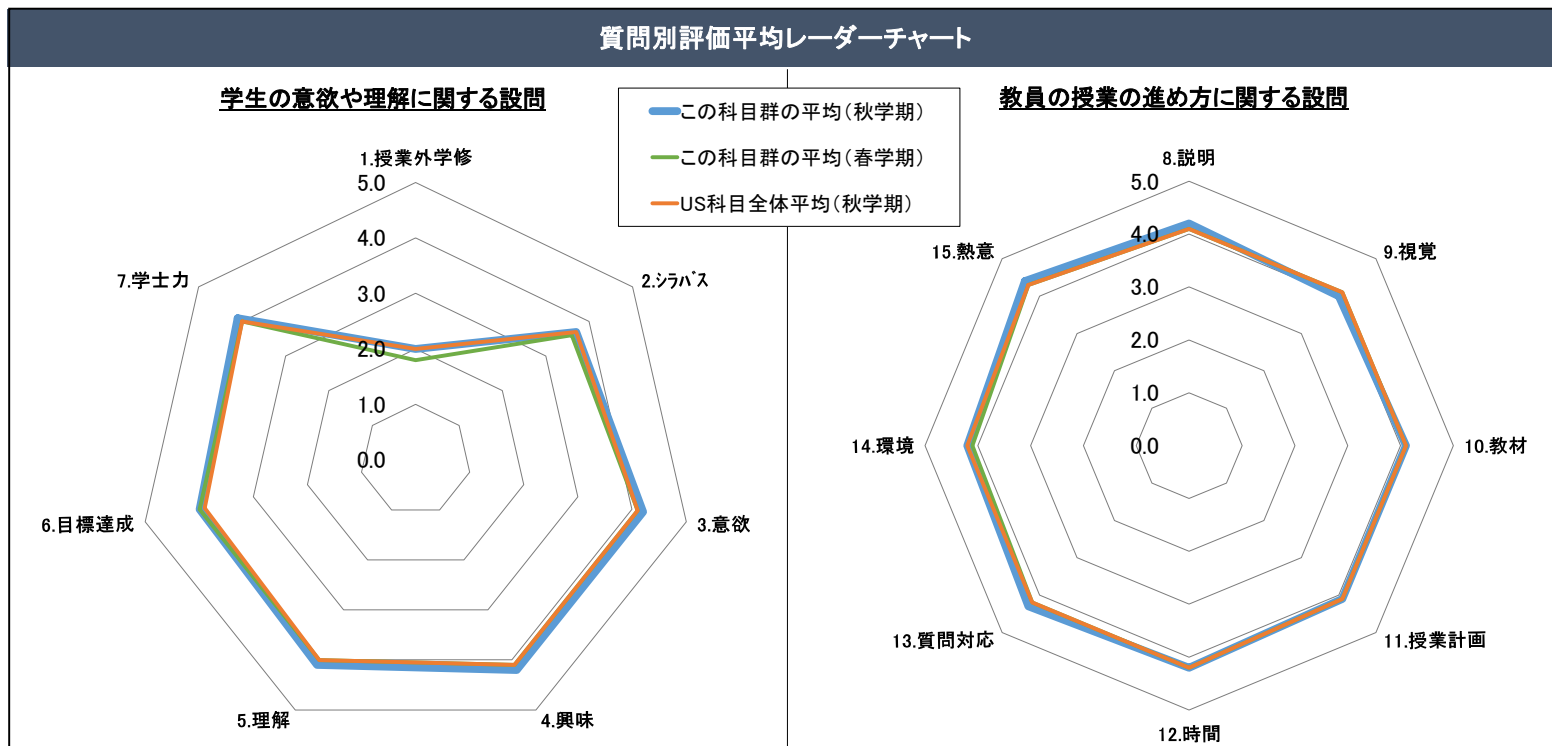 質問別評価平均レーダーチャート
学生の意欲や理解に関する設問
この科目群の平均（秋学期）
この科目群の平均（春学期）
US科目全体平均（秋学期）
教員の授業の進め方に関する設問
1.授業外学修
2.ｼﾗﾊﾞｽ
3.意欲
4.興味
5.理解
6.目標達成
7.学士力
5.0
4.0
3.0
2.0
1.0
0.0
8.説明
9.視覚
10.教材
11.授業計画
12.時間
13.質問対応
14.環境
15.熱意
5.0
4.0
3.0
2.0
1.0
0.0